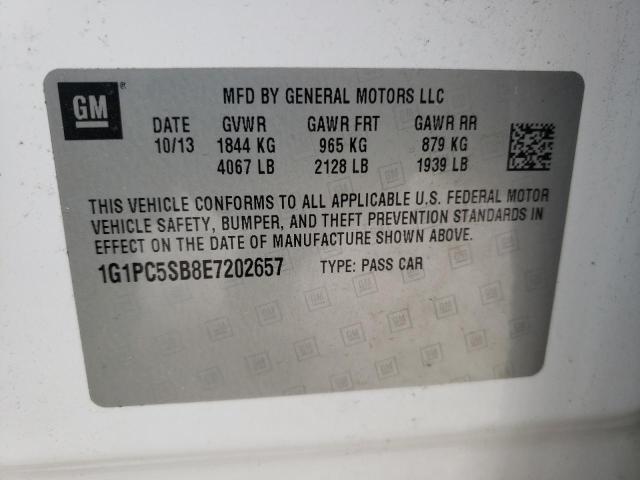 GM ®
MFD BY GENERAL MOTORS LLC
DATE GVWR GAWR FRT GAWR RR
10/13 1844 KG 965 KG 879 KG
4067 LB 2128 LB 1939 LB
THIS VEHICLE CONFORMS TO ALL APPLICABLE U.S. FEDERAL MOTOR
VEHICLE SAFETY, BUMPER, AND THEFT PREVENTION STANDARDS IN
EFFECT ON THE DATE OF MANUFACTURE SHOWN ABOVE.
1G1PC5SB8E7202657 TYPE: PASS CAR